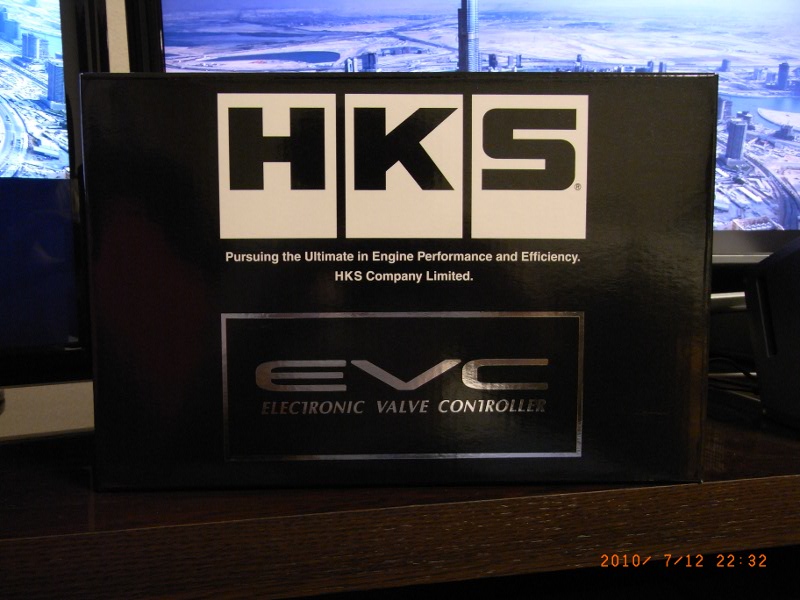 HKS®
Pursuing the Ultimate in Engine Performance and Efficiency.
HKS Company Limited.
EVC
ELECTRONIC VALVE CONTROLLER
2010/ 7/12 22:32